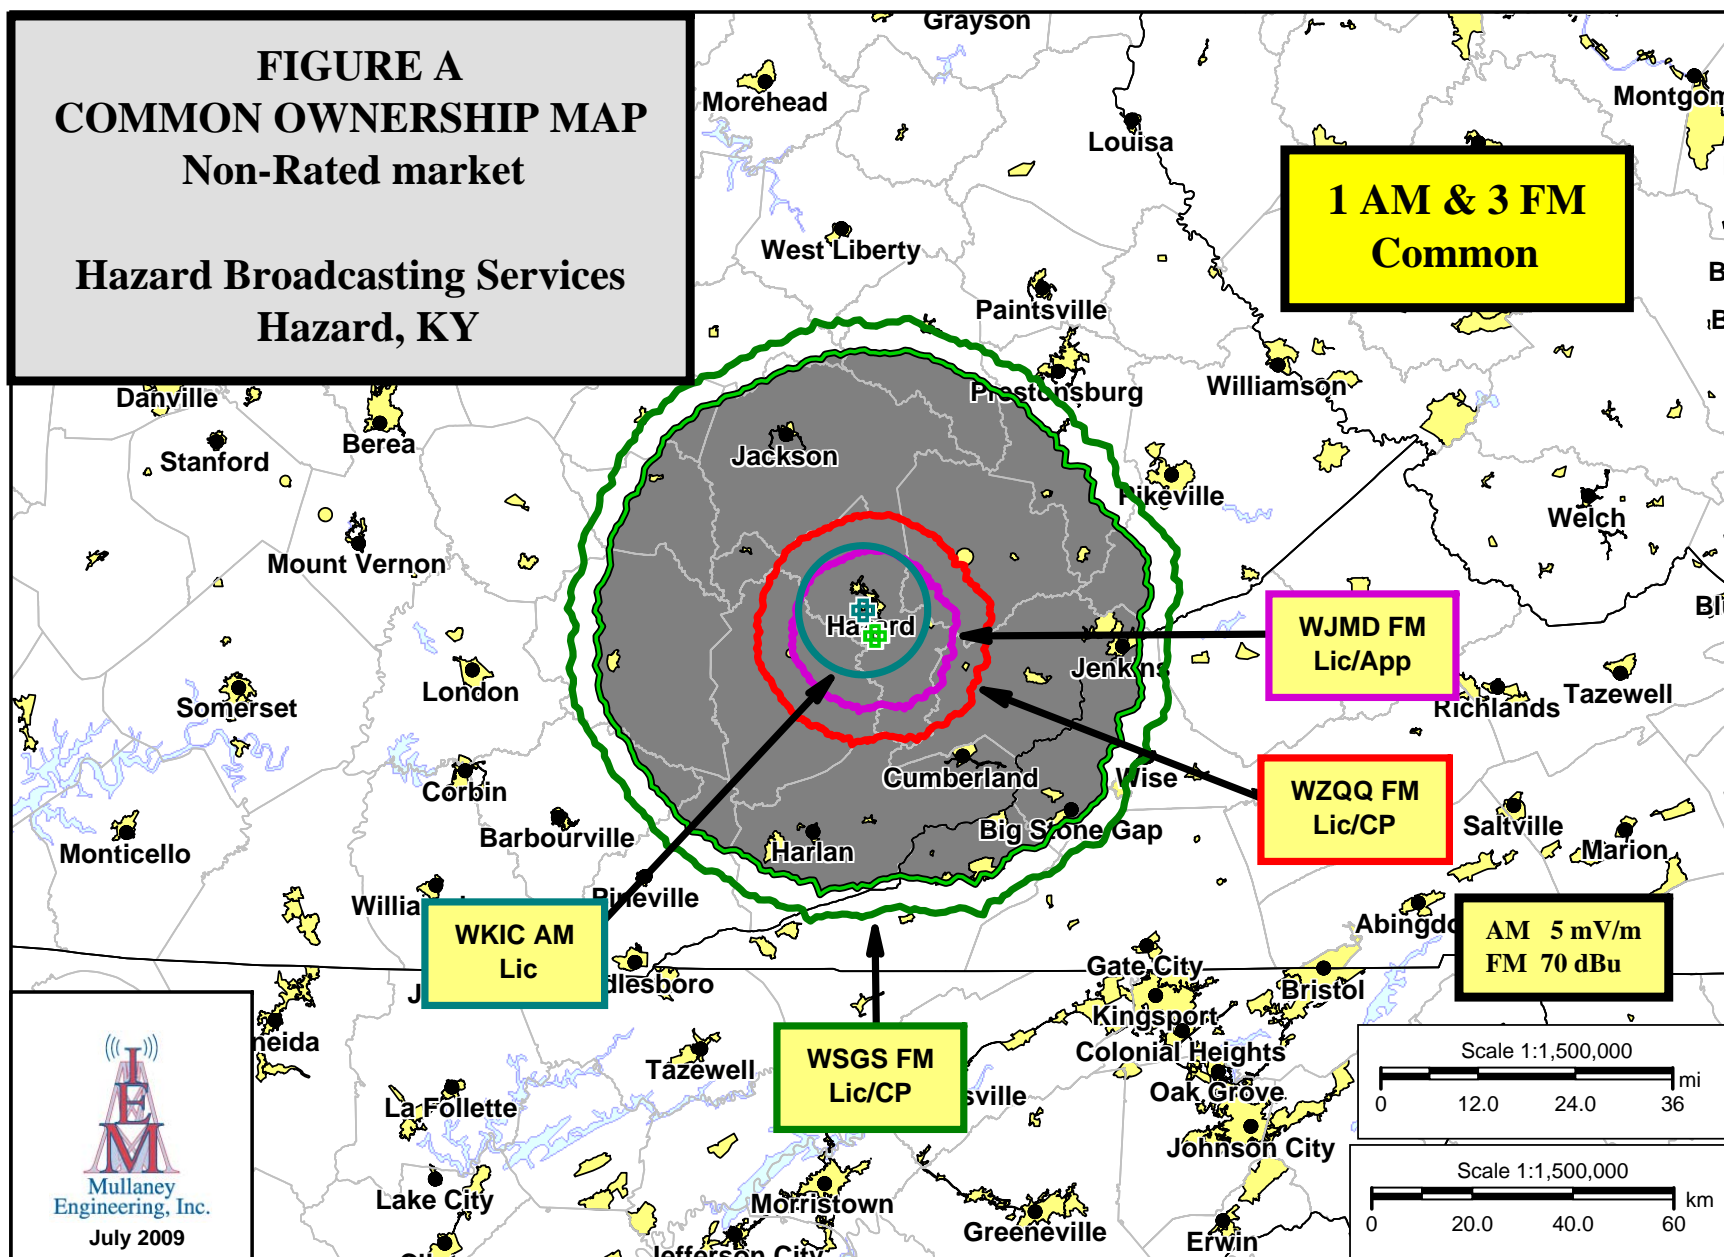 FIGURE A
COMMON OWNERSHIP MAP
Non-Rated market
Hazard Broadcasting Services
Hazard, KY
1 AM & 3 FM
Common
Grayson
Morehead
Louisa
Montgom
West Liberty
Paintsville
Prestonsburg
Williamson
Danville
Berea
Stanford
Jackson
Pikeville
Welch
Mount Vernon
Hazard
Jenkins
WJMD FM
Lic/App
London
Somerset
Richlands
Tazewell
Cumberland
Wise
WZQQ FM
Lic/CP
Corbin
Barbourville
Big Stone Gap
Harlan
Saltville
Marion
Monticello
Pineville
Willia
Abingdo
WKIC AM
Lic
AM 5 mV/m
FM 70 dBu
J
dlesboro
Gate City
Bristol
Kingsport
neida
Tazewell
Colonial Heights
WSGS FM
Lic/CP
sville
Oak Grove
La Follette
Johnson City
Lake City
Morristown
Greeneville
Erwin
Jefferson City
Scale 1:1,500,000
mi
0 12.0 24.0 36
Scale 1:1,500,000
km
0 20.0 40.0 60
IEM
Mullaney
Engineering, Inc.
July 2009